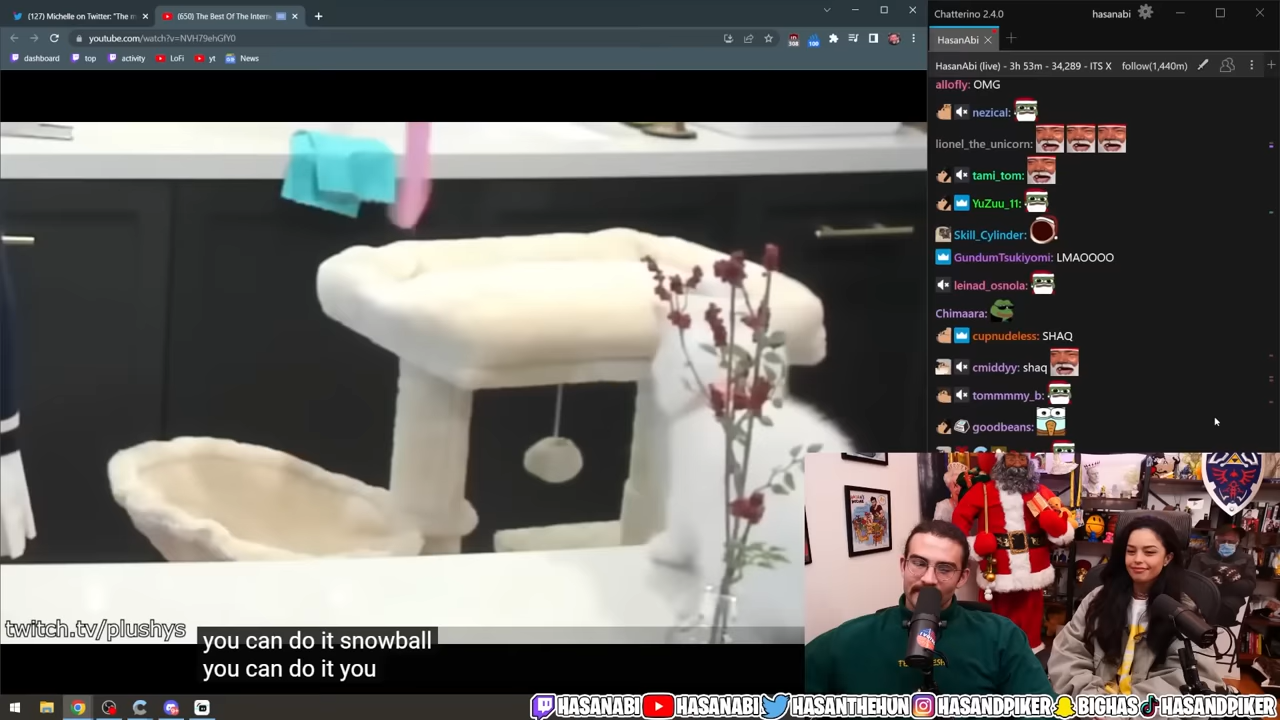 (127) Michelle on Twitter: "The m
(650) The Best Of The Intern
youtube.com/watch?v=NVH79ehGfY0
308
100
dashboard
top
activity
LoFi
yt
News
twitch.tv/plushys
you can do it snowball
you can do it you
Chatterino 2.4.0
hasanabi
HasanAbi
HasanAbi (live) - 3h 53m - 34,289 - ITS X
follow(1,440m)
allofly: OMG
nezical:
lionel_the_unicorn:
tami_tom:
YuZuu_11:
Skill_Cylinder:
GundumTsukiyomi: LMAOOOO
leinad_osnola:
Chimaara:
cupnudeless: SHAQ
cmiddyy: shaq
tommmmy_b:
goodbeans:
HASANABI
HASANABI
HASANTHEHUN
HASANDPIKER
BIGHAS
HASANDPIKER